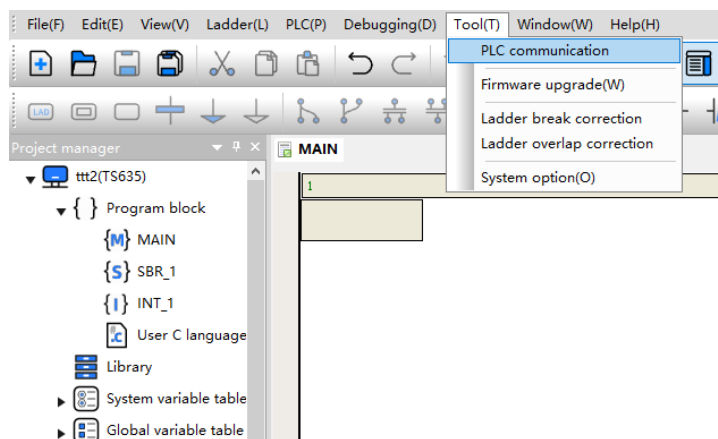 File(F) Edit(E) View(V) Ladder(L) PLC(P) Debugging(D) Tool(T) Window(W) Help(H)
PLC communication
Firmware upgrade(W)
LAD
Ladder break correction
Project manager
MAIN
Ladder overlap correction
ttt2(TS635)
System option(O)
1
{ } Program block
{M} MAIN
{S} SBR_1
{I} INT_1
.c User C language
Library
System variable table
Global variable table